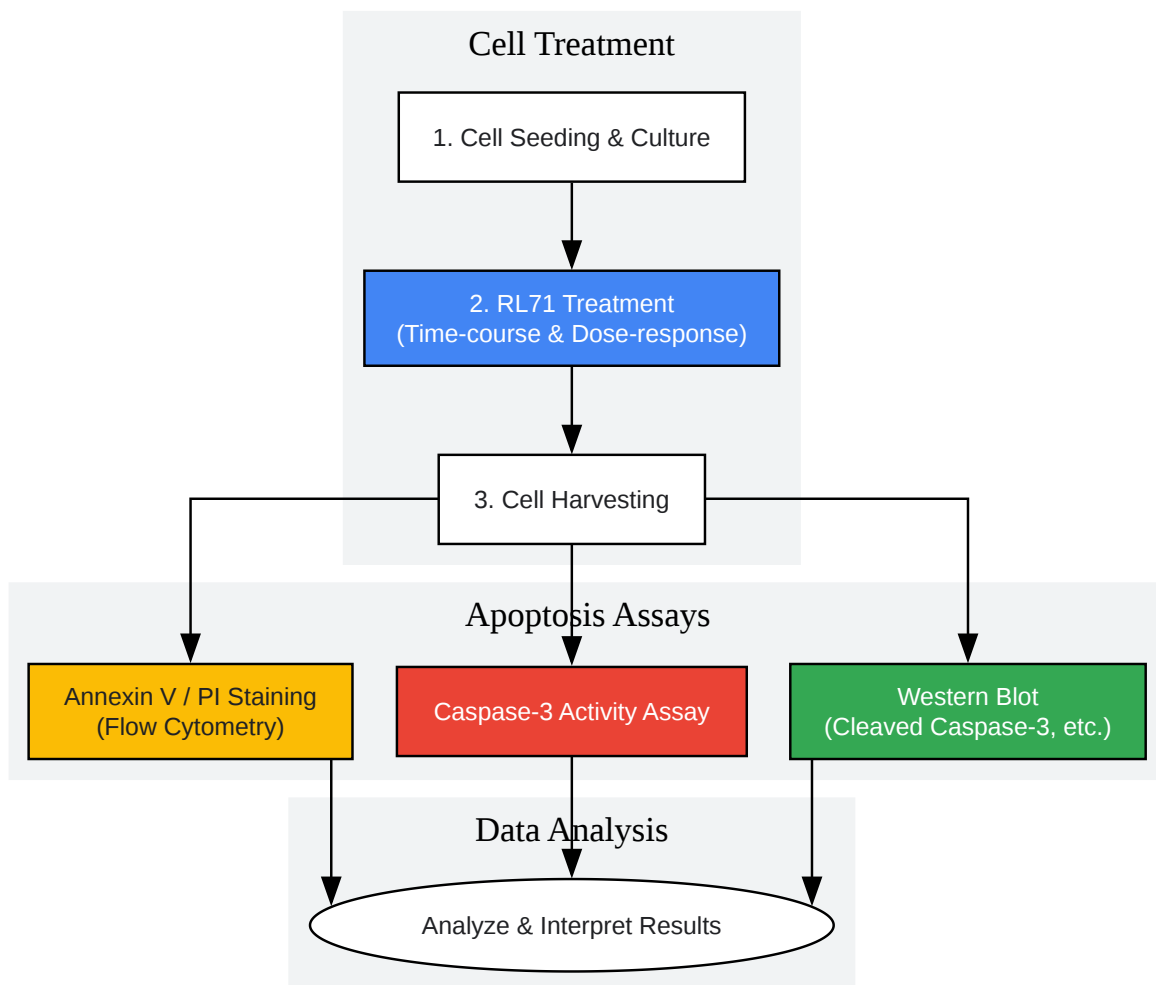 Cell Treatment
1. Cell Seeding & Culture
2. RL71 Treatment
(Time-course & Dose-response)
3. Cell Harvesting
Apoptosis Assays
Annexin V / PI Staining
(Flow Cytometry)
Caspase-3 Activity Assay
Western Blot
(Cleaved Caspase-3, etc.)
Data Analysis
Analyze & Interpret Results